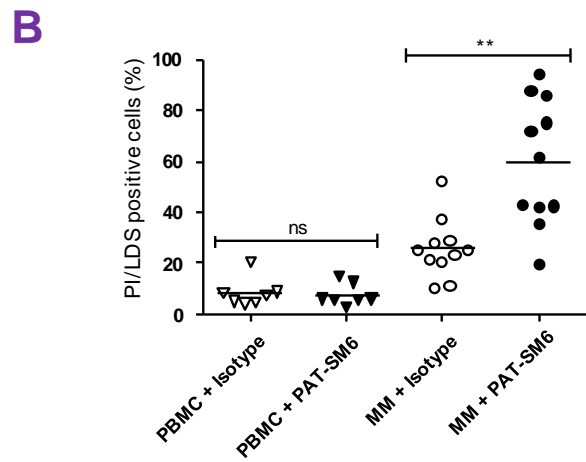 B
PI/LDS positive cells (%)
100
80
60
40
20
0
ns
**
PBMC + Isotype
PBMC + PAT-SM6
MM + Isotype
MM + PAT-SM6